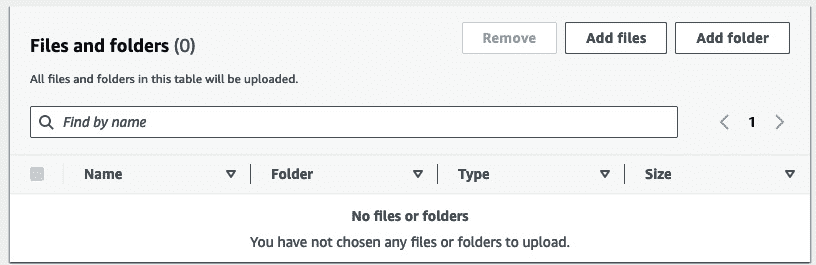 Files and folders (0)
Remove
Add files
Add folder
All files and folders in this table will be uploaded.
Find by name
1
Name
Folder
Type
Size
No files or folders
You have not chosen any files or folders to upload.